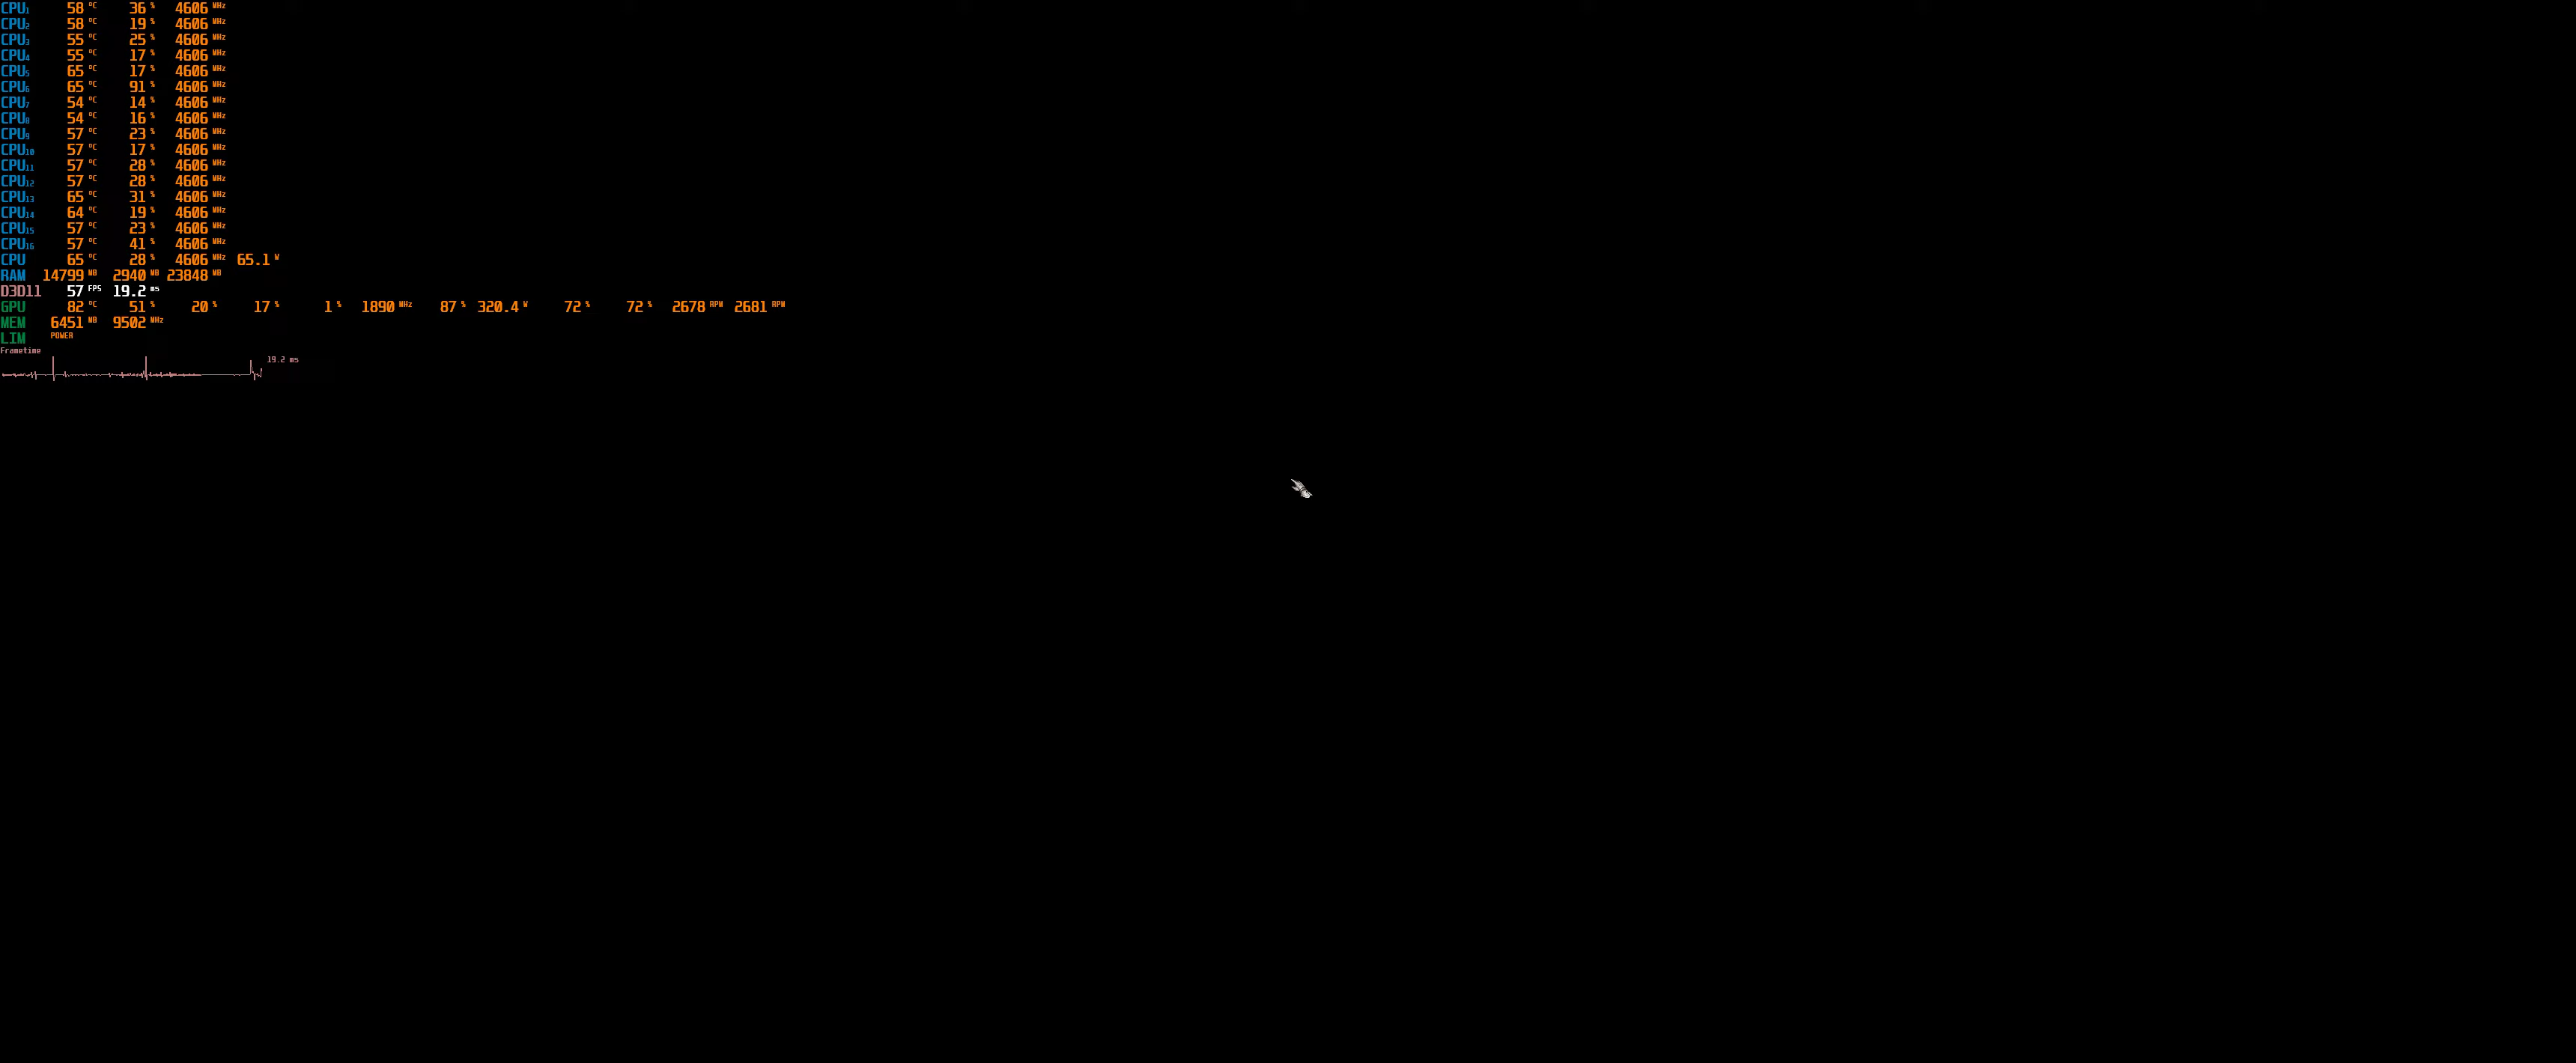 CPU1 58 °C 36 % 4606 MHz
CPU2 58 °C 19 % 4606 MHz
CPU3 55 °C 25 % 4606 MHz
CPU4 55 °C 17 % 4606 MHz
CPU5 65 °C 17 % 4606 MHz
CPU6 65 °C 91 % 4606 MHz
CPU7 54 °C 14 % 4606 MHz
CPU8 54 °C 16 % 4606 MHz
CPU9 57 °C 23 % 4606 MHz
CPU10 57 °C 17 % 4606 MHz
CPU11 57 °C 28 % 4606 MHz
CPU12 57 °C 28 % 4606 MHz
CPU13 65 °C 31 % 4606 MHz
CPU14 64 °C 19 % 4606 MHz
CPU15 57 °C 23 % 4606 MHz
CPU16 57 °C 41 % 4606 MHz
CPU 65 °C 28 % 4606 MHz 65.1 W
RAM 14799 MB 2940 MB 23848 MB
D3D11 57 FPS 19.2 ms
GPU 82 °C 51 % 20 % 17 % 1 % 1890 MHz 87 % 320.4 W 72 % 72 % 2678 RPM 2681 RPM
MEM 6451 MB 9502 MHz
LIM POWER
Frametime
19.2 ms